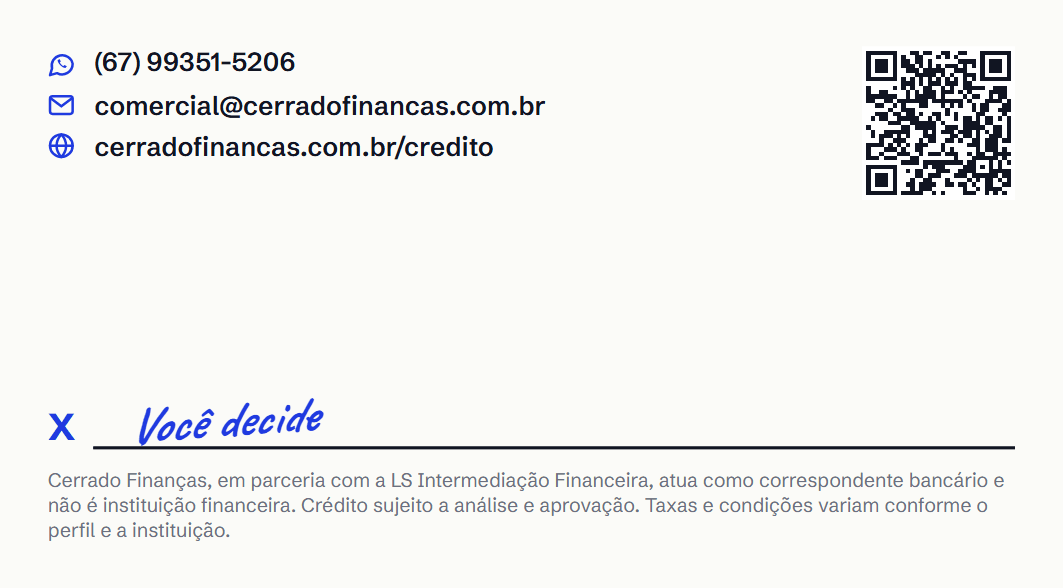 (67) 99351-5206
comercial@cerradofinancas.com.br
cerradofinancas.com.br/credito
X Você decide
Cerrado Finanças, em parceria com a LS Intermediação Financeira, atua como correspondente bancário e
não é instituição financeira. Crédito sujeito a análise e aprovação. Taxas e condições variam conforme o
perfil e a instituição.